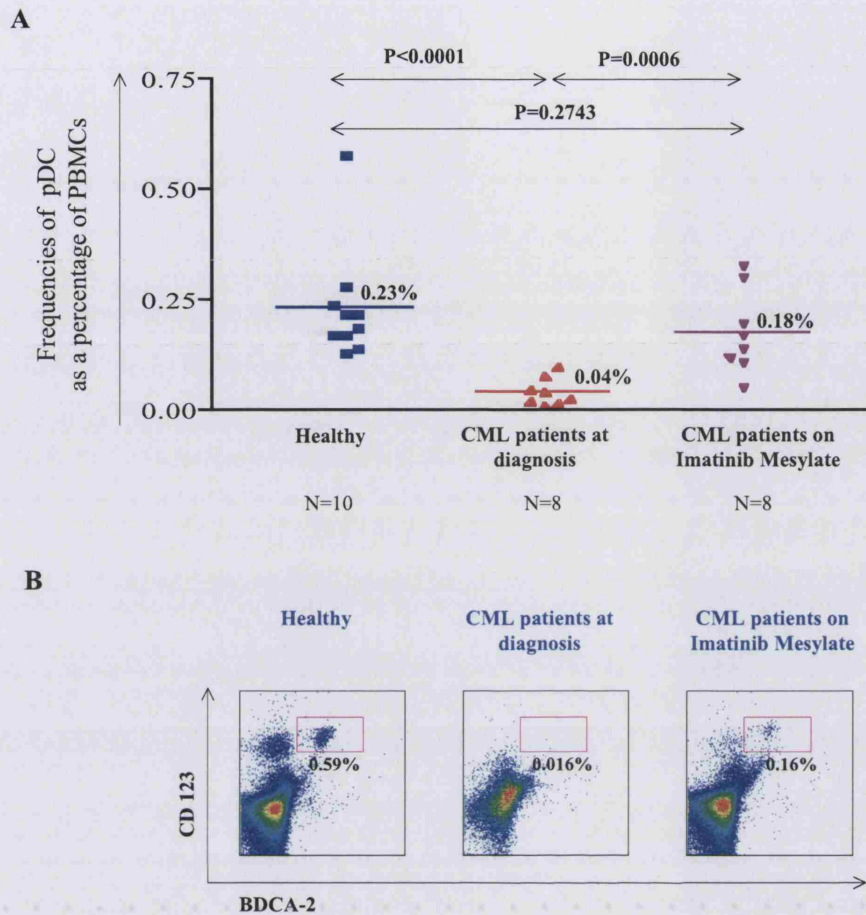 A
P<0.0001
P=0.0006
P=0.2743
Frequencies of pDC
as a percentage of PBMCs
0.75
0.50
0.25
0.00
0.23%
0.04%
0.18%
Healthy
CML patients at
diagnosis
CML patients on
Imatinib Mesylate
N=10
N=8
N=8
B
Healthy
CML patients at
diagnosis
CML patients on
Imatinib Mesylate
CD 123
0.59%
0.016%
0.16%
BDCA-2